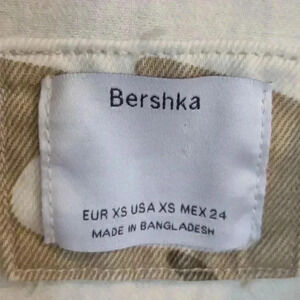 Bershka
EUR XS USA XS MEX 24
MADE IN BANGLADESH